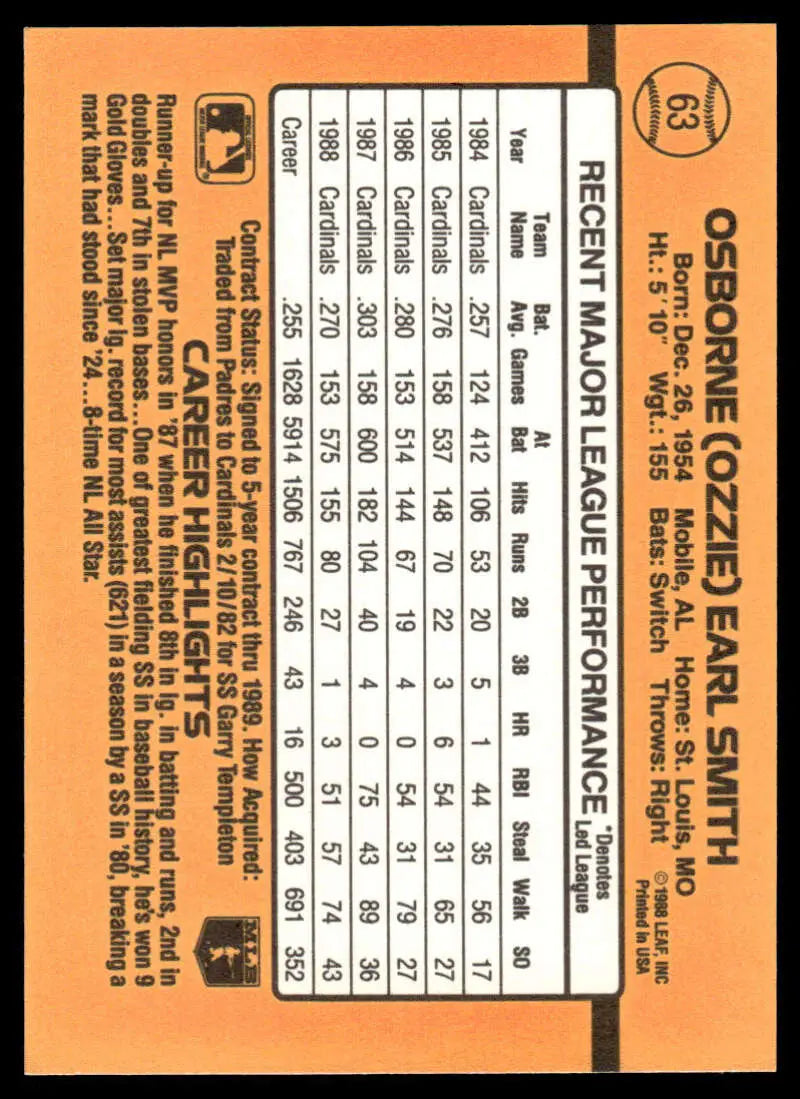 63
OSBORNE (OZZIE) EARL SMITH
Born: Dec. 26, 1954 Mobile, AL Home: St. Louis, MO
Ht.: 5'10" Wgt.: 155 Bats: Switch Throws: Right
©1988 LEAF, INC
Printed in USA
RECENT MAJOR LEAGUE PERFORMANCE
*Denotes
Led League
Year Team Name Bat. Avg. Games At Bat Hits Runs 2B 3B HR RBI Steal Walk SO
1984 Cardinals .257 124 412 106 53 20 5 1 44 35 56 17
1985 Cardinals .276 158 537 148 70 22 3 6 54 31 65 27
1986 Cardinals .280 153 514 144 67 19 4 0 54 31 79 27
1987 Cardinals .303 158 600 182 104 40 4 0 75 43 89 36
1988 Cardinals .270 153 575 155 80 27 1 3 51 57 74 43
Career .255 1628 5914 1506 767 246 43 16 500 403 691 352
Contract Status: Signed to 5-year contract thru 1989. How Acquired:
Traded from Padres to Cardinals 2/10/82 for SS Garry Templeton
MLB
CAREER HIGHLIGHTS
Runner-up for NL MVP honors in '87 when he finished 8th in lg. in batting and runs, 2nd in
doubles and 7th in stolen bases...One of greatest fielding SS in baseball history, he's won 9
Gold Gloves...Set major lg. record for most assists (621) in a season by a SS in '80, breaking a
mark that had stood since '24...8-time NL All Star.